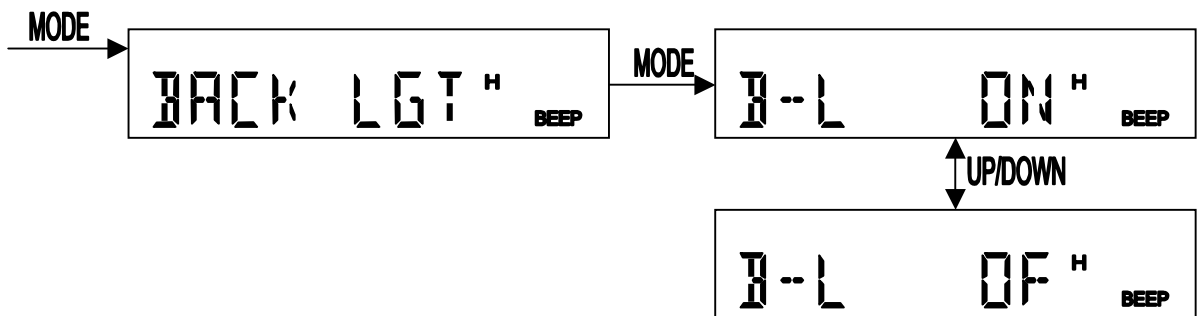 MODE
BACK LGT H BEEP
MODE
B-L ON H BEEP
UP/DOWN
B-L OF H BEEP